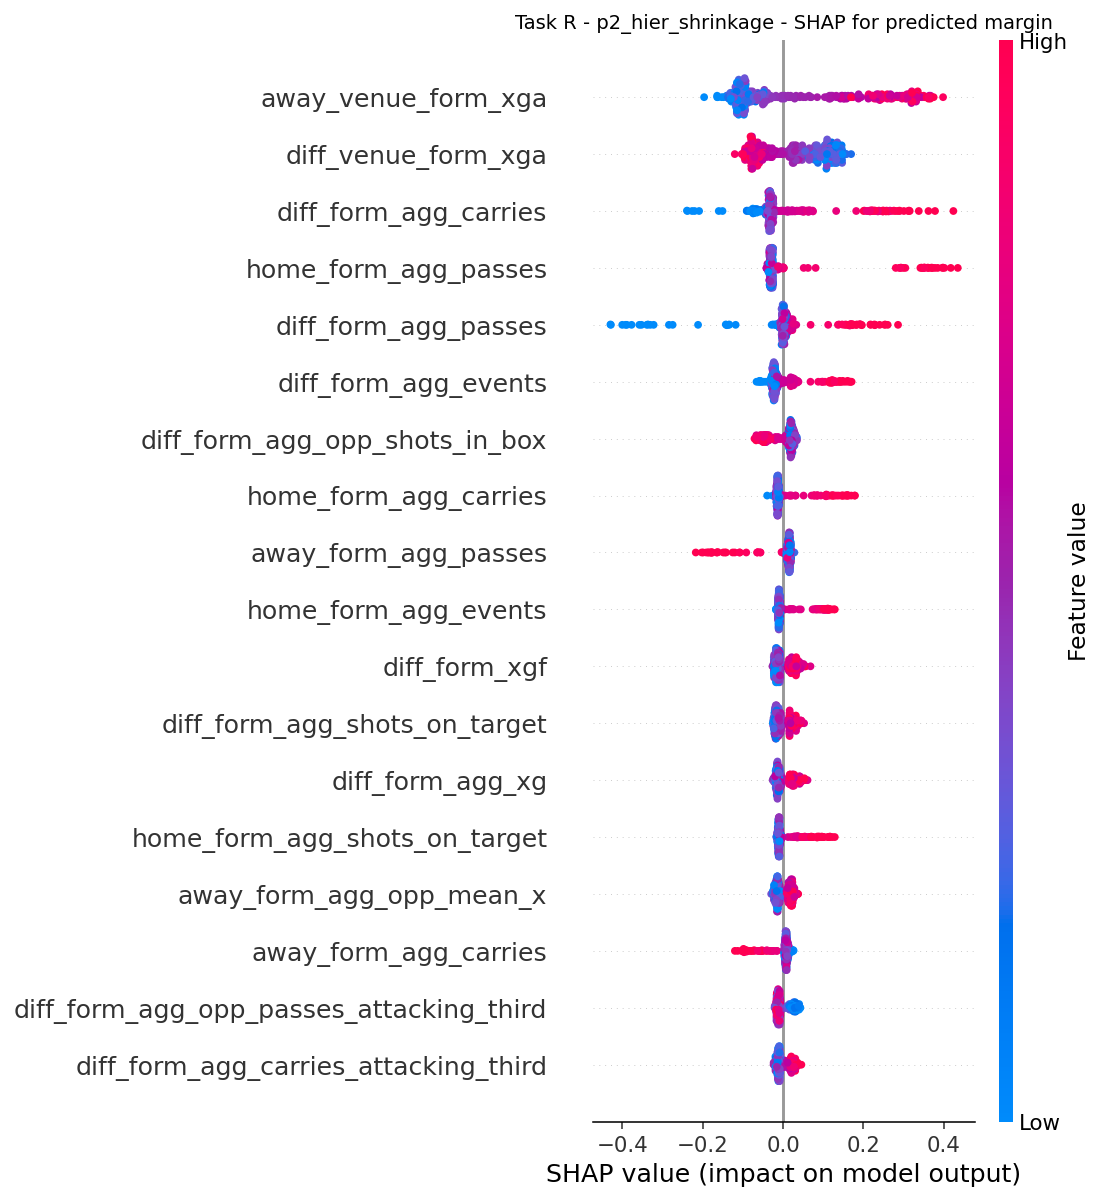 Task R - p2_hier_shrinkage - SHAP for predicted margin
High
away_venue_form_xga
diff_venue_form_xga
diff_form_agg_carries
home_form_agg_passes
diff_form_agg_passes
diff_form_agg_events
diff_form_agg_opp_shots_in_box
home_form_agg_carries
away_form_agg_passes
home_form_agg_events
diff_form_xgf
diff_form_agg_shots_on_target
diff_form_agg_xg
home_form_agg_shots_on_target
away_form_agg_opp_mean_x
away_form_agg_carries
diff_form_agg_opp_passes_attacking_third
diff_form_agg_carries_attacking_third
Feature value
Low
−0.4 −0.2 0.0 0.2 0.4
SHAP value (impact on model output)